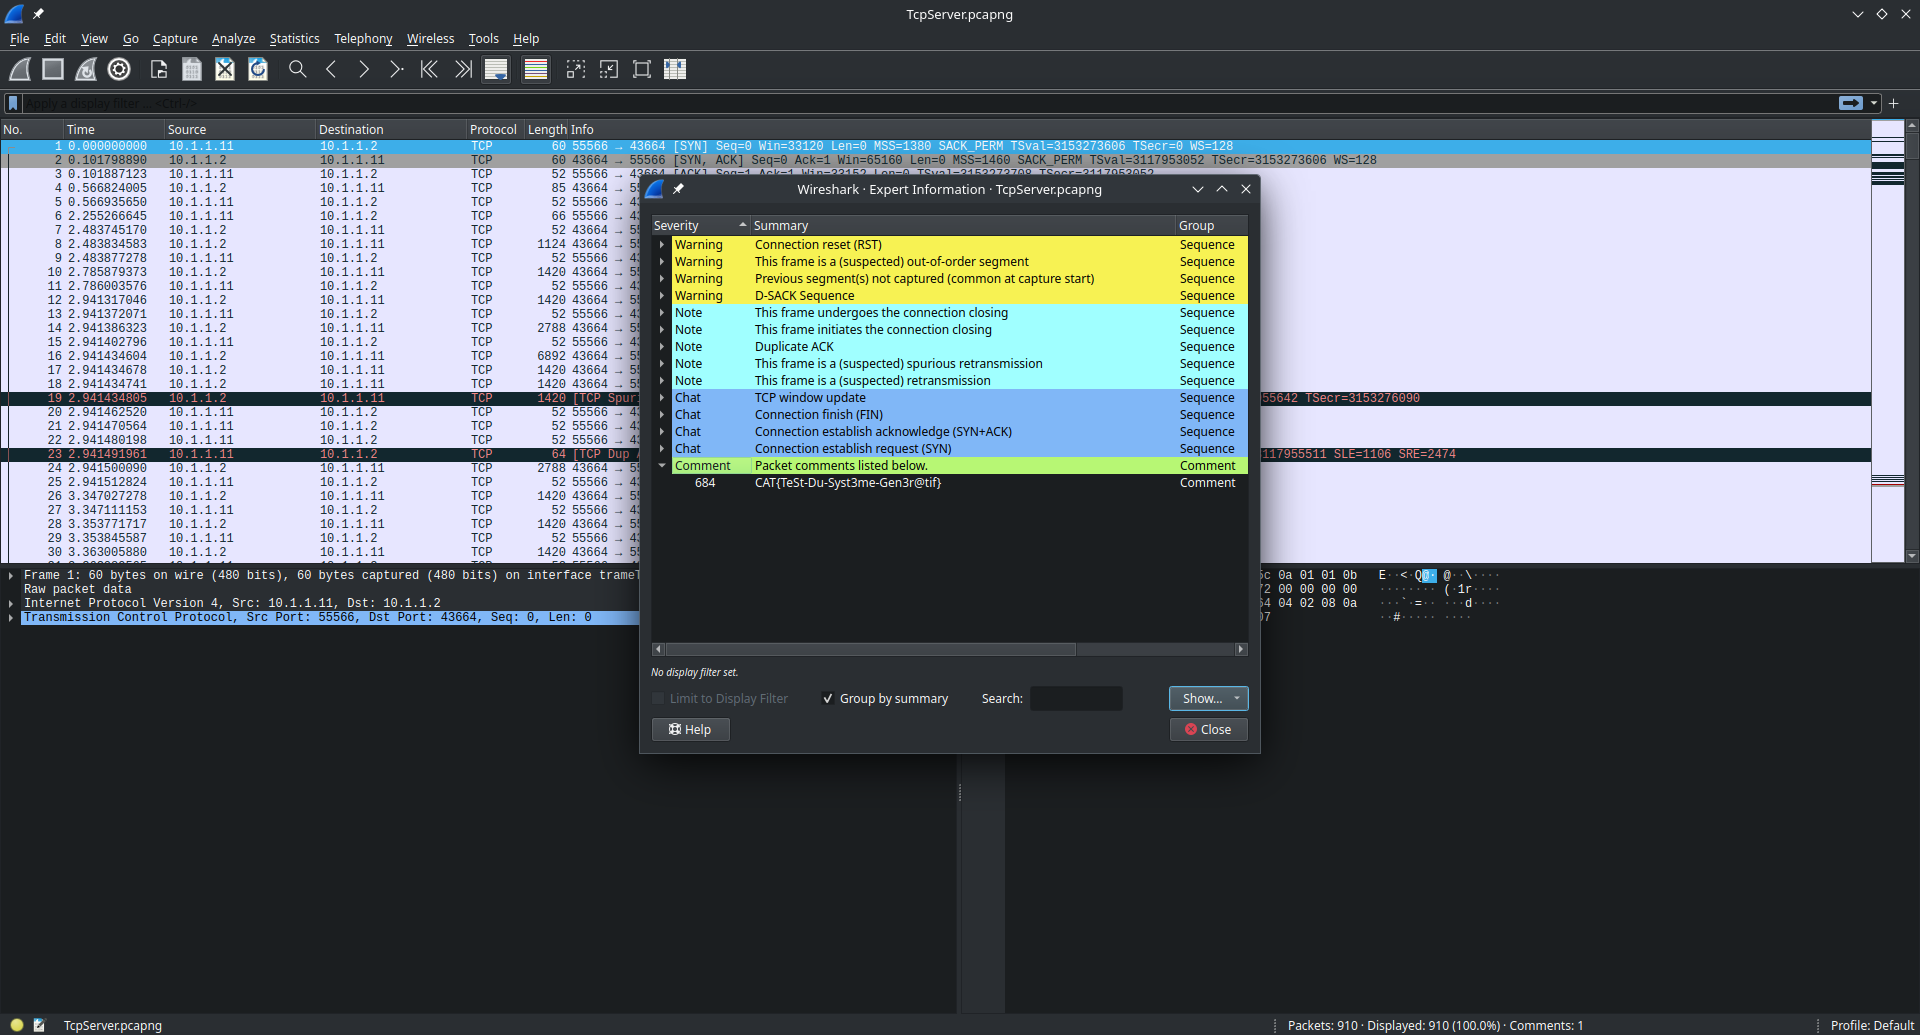 TcpServer.pcapng
File Edit View Go Capture Analyze Statistics Telephony Wireless Tools Help
Apply a display filter ... <Ctrl-/>
No. Time Source Destination Protocol Length Info
1 0.000000000 10.1.1.11 10.1.1.2 TCP 60 55566 → 43664 [SYN] Seq=0 Win=33120 Len=0 MSS=1380 SACK_PERM TSval=3153273606 TSecr=0 WS=128
2 0.101798890 10.1.1.2 10.1.1.11 TCP 60 43664 → 55566 [SYN, ACK] Seq=0 Ack=1 Win=65160 Len=0 MSS=1460 SACK_PERM TSval=3117953052 TSecr=3153273606 WS=128
3 0.101887123 10.1.1.11 10.1.1.2 TCP 52 55566 → 43664 [ACK] Seq=1 Ack=1 Win=33152 Len=0 TSval=3153273708 TSecr=3117953052
4 0.566824005 10.1.1.2 10.1.1.11 TCP 85 43664 → 5
5 0.566935650 10.1.1.11 10.1.1.2 TCP 52 55566 → 4
6 2.255266645 10.1.1.11 10.1.1.2 TCP 66 55566 → 4
7 2.483745170 10.1.1.2 10.1.1.11 TCP 52 43664 → 5
8 2.483834583 10.1.1.2 10.1.1.11 TCP 1124 43664 → 5
9 2.483877278 10.1.1.11 10.1.1.2 TCP 52 55566 → 4
10 2.785879373 10.1.1.2 10.1.1.11 TCP 1420 43664 → 5
11 2.786003576 10.1.1.11 10.1.1.2 TCP 52 55566 → 4
12 2.941317046 10.1.1.2 10.1.1.11 TCP 1420 43664 → 5
13 2.941372071 10.1.1.11 10.1.1.2 TCP 52 55566 → 4
14 2.941386323 10.1.1.2 10.1.1.11 TCP 2788 43664 → 5
15 2.941402796 10.1.1.11 10.1.1.2 TCP 52 55566 → 4
16 2.941434604 10.1.1.2 10.1.1.11 TCP 6892 43664 → 5
17 2.941434678 10.1.1.2 10.1.1.11 TCP 1420 43664 → 5
18 2.941434741 10.1.1.2 10.1.1.11 TCP 1420 43664 → 5
19 2.941434805 10.1.1.2 10.1.1.11 TCP 1420 [TCP Spur 55642 TSecr=3153276090
20 2.941462520 10.1.1.11 10.1.1.2 TCP 52 55566 → 4
21 2.941470564 10.1.1.11 10.1.1.2 TCP 52 55566 → 4
22 2.941480198 10.1.1.11 10.1.1.2 TCP 52 55566 → 4
23 2.941491961 10.1.1.11 10.1.1.2 TCP 64 [TCP Dup A 117955511 SLE=1106 SRE=2474
24 2.941500090 10.1.1.2 10.1.1.11 TCP 2788 43664 → 5
25 2.941512824 10.1.1.11 10.1.1.2 TCP 52 55566 → 4
26 3.347027278 10.1.1.2 10.1.1.11 TCP 1420 43664 → 5
27 3.347111153 10.1.1.11 10.1.1.2 TCP 52 55566 → 4
28 3.353771717 10.1.1.2 10.1.1.11 TCP 1420 43664 → 5
29 3.353845587 10.1.1.11 10.1.1.2 TCP 52 55566 → 4
30 3.363005880 10.1.1.2 10.1.1.11 TCP 1420 43664 → 5
Wireshark · Expert Information · TcpServer.pcapng
Severity Summary Group
Warning Connection reset (RST) Sequence
Warning This frame is a (suspected) out-of-order segment Sequence
Warning Previous segment(s) not captured (common at capture start) Sequence
Warning D-SACK Sequence Sequence
Note This frame undergoes the connection closing Sequence
Note This frame initiates the connection closing Sequence
Note Duplicate ACK Sequence
Note This frame is a (suspected) spurious retransmission Sequence
Note This frame is a (suspected) retransmission Sequence
Chat TCP window update Sequence
Chat Connection finish (FIN) Sequence
Chat Connection establish acknowledge (SYN+ACK) Sequence
Chat Connection establish request (SYN) Sequence
Comment Packet comments listed below. Comment
684 CAT{TeSt-Du-Syst3me-Gen3r@tif} Comment
No display filter set.
Limit to Display Filter Group by summary Search: Show...
Help Close
Frame 1: 60 bytes on wire (480 bits), 60 bytes captured (480 bits) on interface trameT
Raw packet data
Internet Protocol Version 4, Src: 10.1.1.11, Dst: 10.1.1.2
Transmission Control Protocol, Src Port: 55566, Dst Port: 43664, Seq: 0, Len: 0
5c 0a 01 01 0b E··<·Q@· @··\····
72 00 00 00 00 ········ (·1r····
64 04 02 08 0a ···`·=·· ···d····
07 ··#····· ····
TcpServer.pcapng
Packets: 910 · Displayed: 910 (100.0%) · Comments: 1
Profile: Default